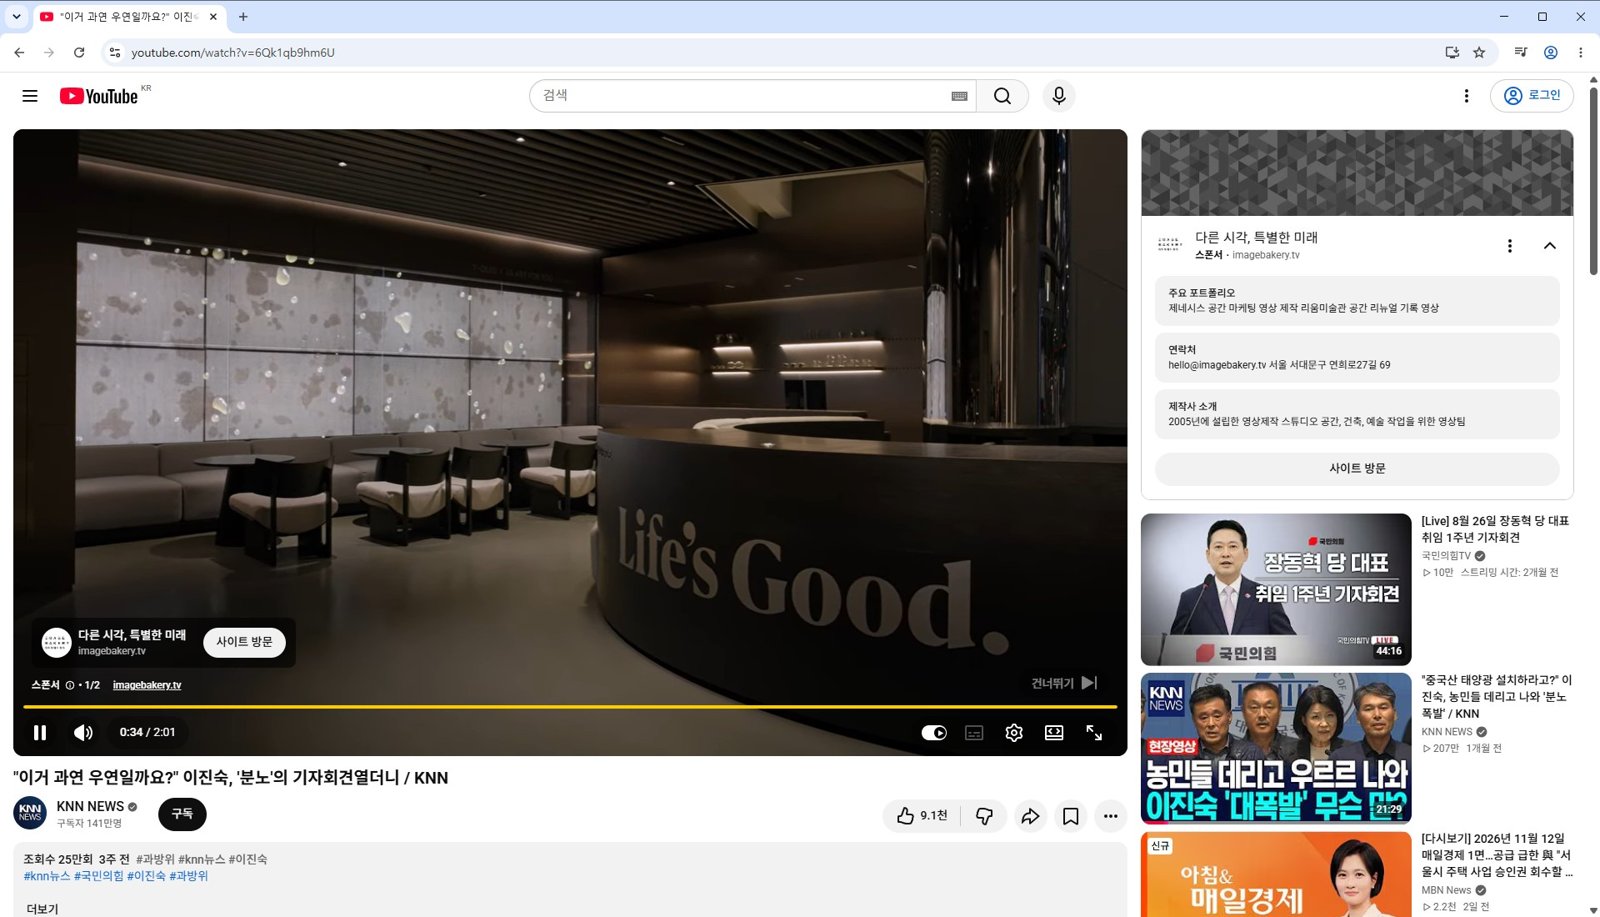 "이거 과연 우연일까요?" 이진
youtube.com/watch?v=6Qk1qb9hm6U
YouTube KR
검색
로그인
Life's Good.
다른 시각, 특별한 미래
imagebakery.tv
사이트 방문
스폰서 · 1/2 imagebakery.tv
건너뛰기
0:34 / 2:01
"이거 과연 우연일까요?" 이진숙, '분노'의 기자회견열더니 / KNN
KNN NEWS
KNN NEWS
구독자 141만명
구독
9.1천
조회수 25만회 3주 전 #과방위 #knn뉴스 #이진숙
#knn뉴스 #국민의힘 #이진숙 #과방위
더보기
다른 시각, 특별한 미래
스폰서 · imagebakery.tv
주요 포트폴리오
제네시스 공간 마케팅 영상 제작 리움미술관 공간 리뉴얼 기록 영상
연락처
hello@imagebakery.tv 서울 서대문구 연희로27길 69
제작사 소개
2005년에 설립한 영상제작 스튜디오 공간, 건축, 예술 작업을 위한 영상팀
사이트 방문
국민의힘
장동혁 당 대표
취임 1주년 기자회견
국민의힘TV LIVE
국민의힘
44:16
[Live] 8월 26일 장동혁 당 대표
취임 1주년 기자회견
국민의힘TV
10만 스트리밍 시간: 2개월 전
KNN NEWS
현장영상
농민들 데리고 우르르 나와
이진숙 '대폭발' 무슨 일?
21:29
"중국산 태양광 설치하라고?" 이
진숙, 농민들 데리고 나와 '분노
폭발' / KNN
KNN NEWS
207만 1개월 전
신규
아침&
매일경제
[다시보기] 2026년 11월 12일
매일경제 1면...공급 급한 與 "서
울시 주택 사업 승인권 회수할 ...
MBN News
2.2천 2일 전